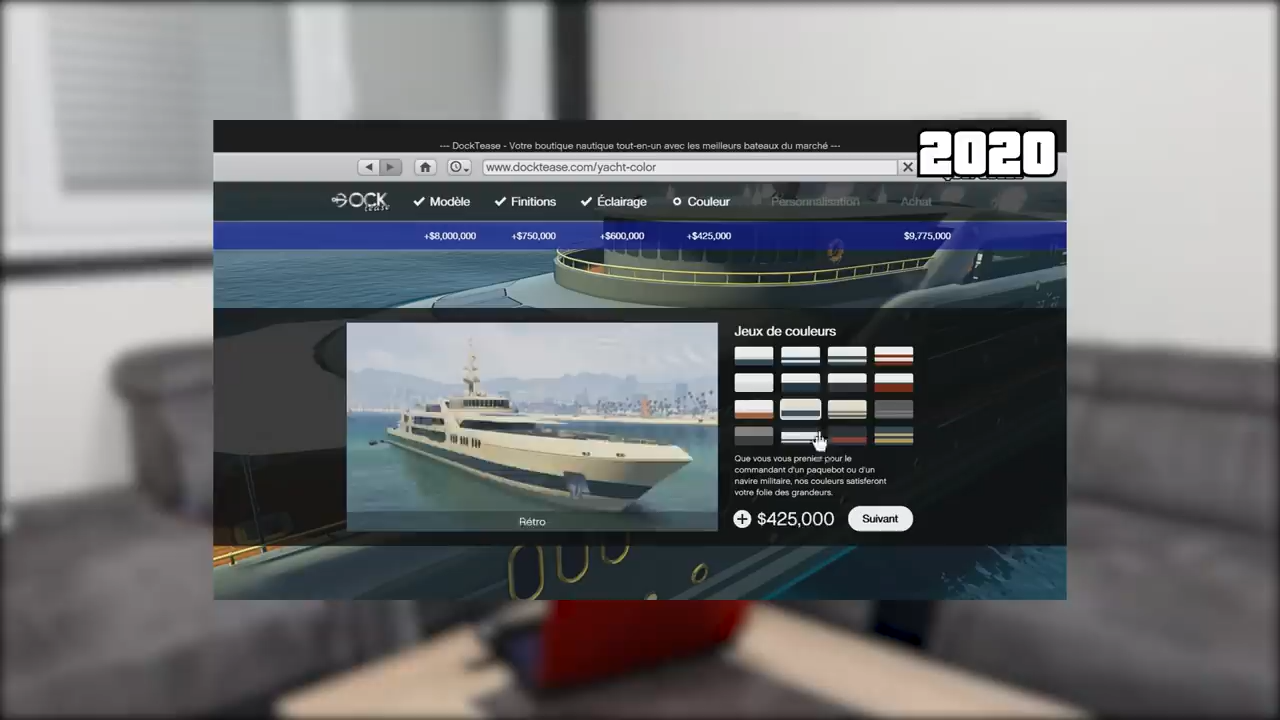 --- DockTease - Votre boutique nautique tout-en-un avec les meilleurs bateaux du marché ---
2020
www.docktease.com/yacht-color
DOCK tease
Modèle
Finitions
Éclairage
Couleur
Personnalisation
Achat
+$8,000,000
+$750,000
+$600,000
+$425,000
$9,775,000
Jeux de couleurs
Que vous vous preniez pour le
commandant d'un paquebot ou d'un
navire militaire, nos couleurs satisferont
votre folie des grandeurs.
Rétro
$425,000
Suivant